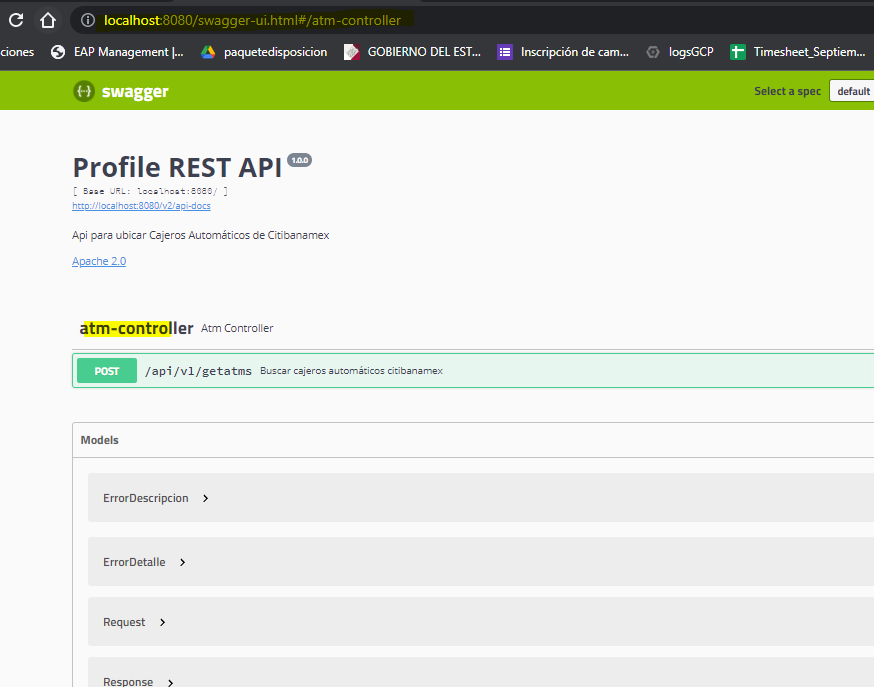 localhost:8080/swagger-ui.html#/atm-controller
ciones EAP Management |... paquetedisposicion GOBIERNO DEL EST... Inscripción de cam... logsGCP Timesheet_Septiem...
{··} swagger Select a spec default
Profile REST API 1.0.0
[ Base URL: localhost:8080/ ]
http://localhost:8080/v2/api-docs
Api para ubicar Cajeros Automáticos de Citibanamex
Apache 2.0
atm-controller Atm Controller
POST /api/v1/getatms Buscar cajeros automáticos citibanamex
Models
ErrorDescripcion
ErrorDetalle
Request
Response